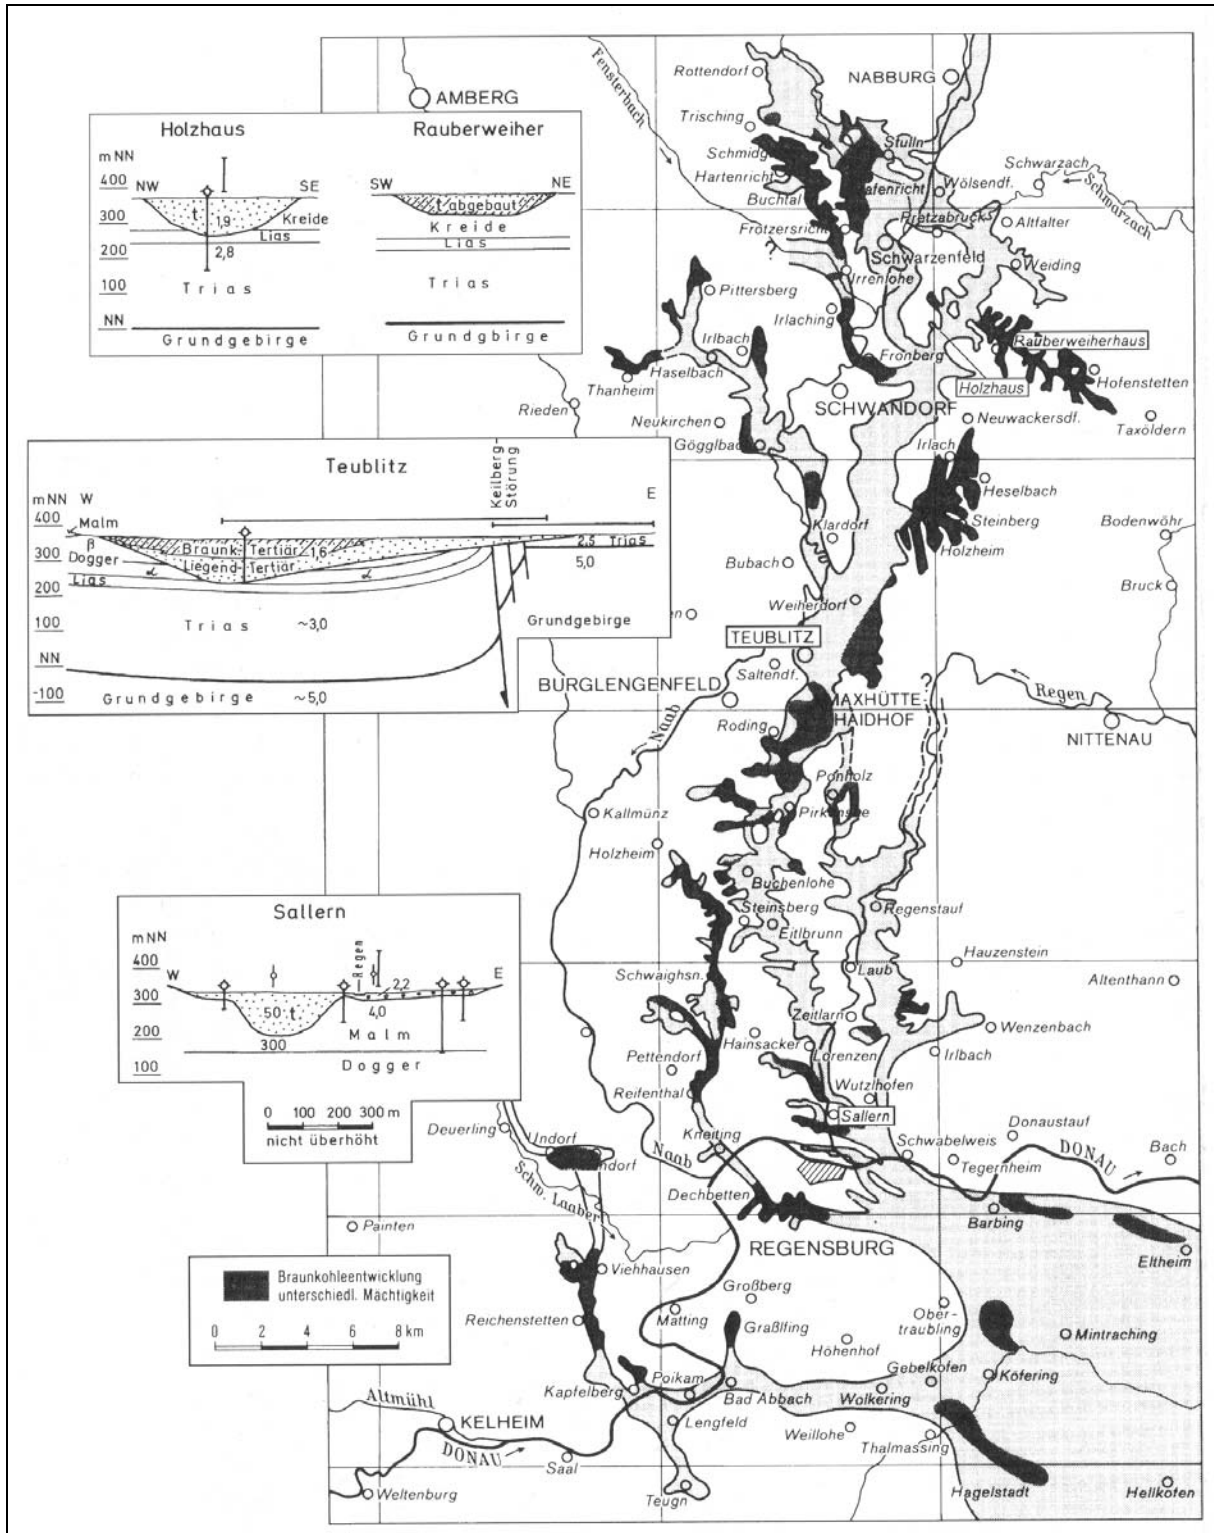 Rottendorf
NABBURG
Fensterbach
AMBERG
Trisching
Stulln
Schwarzach
Schwarzach
Hartenricht
Wölsendf.
Buchtal
Frotzersricht
Altfalter
Schwarzenfeld
Weiding
?
Irrenlohe
Pittersberg
Irlaching
Irlbach
Fronberg
Rauberweiherhaus
Haselbach
Thanheim
Holzhaus
Hofenstetten
Rieden
SCHWANDORF
Neukirchen
Neuwackersdf.
Taxöldern
Irlach
Heselbach
Steinberg
Klardorf
Bodenwöhr
Holzheim
Bubach
Bruck
Weiherdorf
TEUBLITZ
Saltendf.
BURGLENGENFELD
Regen
?
HAIDHOF
Naab
Roding
NITTENAU
Ponholz
Kallmünz
Holzheim
Buchenlohe
Steinsberg
Regenstauf
Eitlbrunn
Hauzenstein
Laub
Schwaighsn.
Altenthann
Zeitlarn
Wenzenbach
Hainsacker
Lorenzen
Irlbach
Pettendorf
Reifenthal
Wutzlhofen
Sallern
Donaustauf
Deuerling
Undorf
Kneiting
Schwabelweis
DONAU
Bach
Naab
Tegernheim
Schw. Laaber
Dechbetten
Barbing
Painten
REGENSBURG
Eltheim
Viehhausen
Großberg
Reichenstetten
Matting
Graßlfing
Ober-
traubling
Mintraching
Höhenhof
Gebelkofen
Köfering
Poikam
Kapfelberg
Bad Abbach
Wolkering
Altmühl
KELHEIM
Lengfeld
Weillohe
Thalmassing
DONAU
Saal
Weltenburg
Teugn
Hagelstadt
Hellkofen
Holzhaus
m NN
400
300
200
100
NN
NW
SE
t
1,9
Kreide
Lias
2,8
Trias
Grundgebirge
Rauberweiher
SW
NE
t abgebaut
Kreide
Lias
Trias
Grundgbirge
Teublitz
Keilberg-
Störung
m NN W
E
400
Malm
β
300
Dogger
Braunk.-Tertiär 1,6
2,5 Trias
Liegend-Tertiär
5,0
α
α
Lias
200
100
Trias ~3,0
Grundgebirge
NN
-100
Grundgebirge ~5,0
Sallern
m NN
Regen
400
W
E
2,2
300
50 t
4,0
200
300
Malm
100
Dogger
0 100 200 300 m
nicht überhöht
Braunkohleentwicklung
unterschiedl. Mächtigkeit
0 2 4 6 8 km